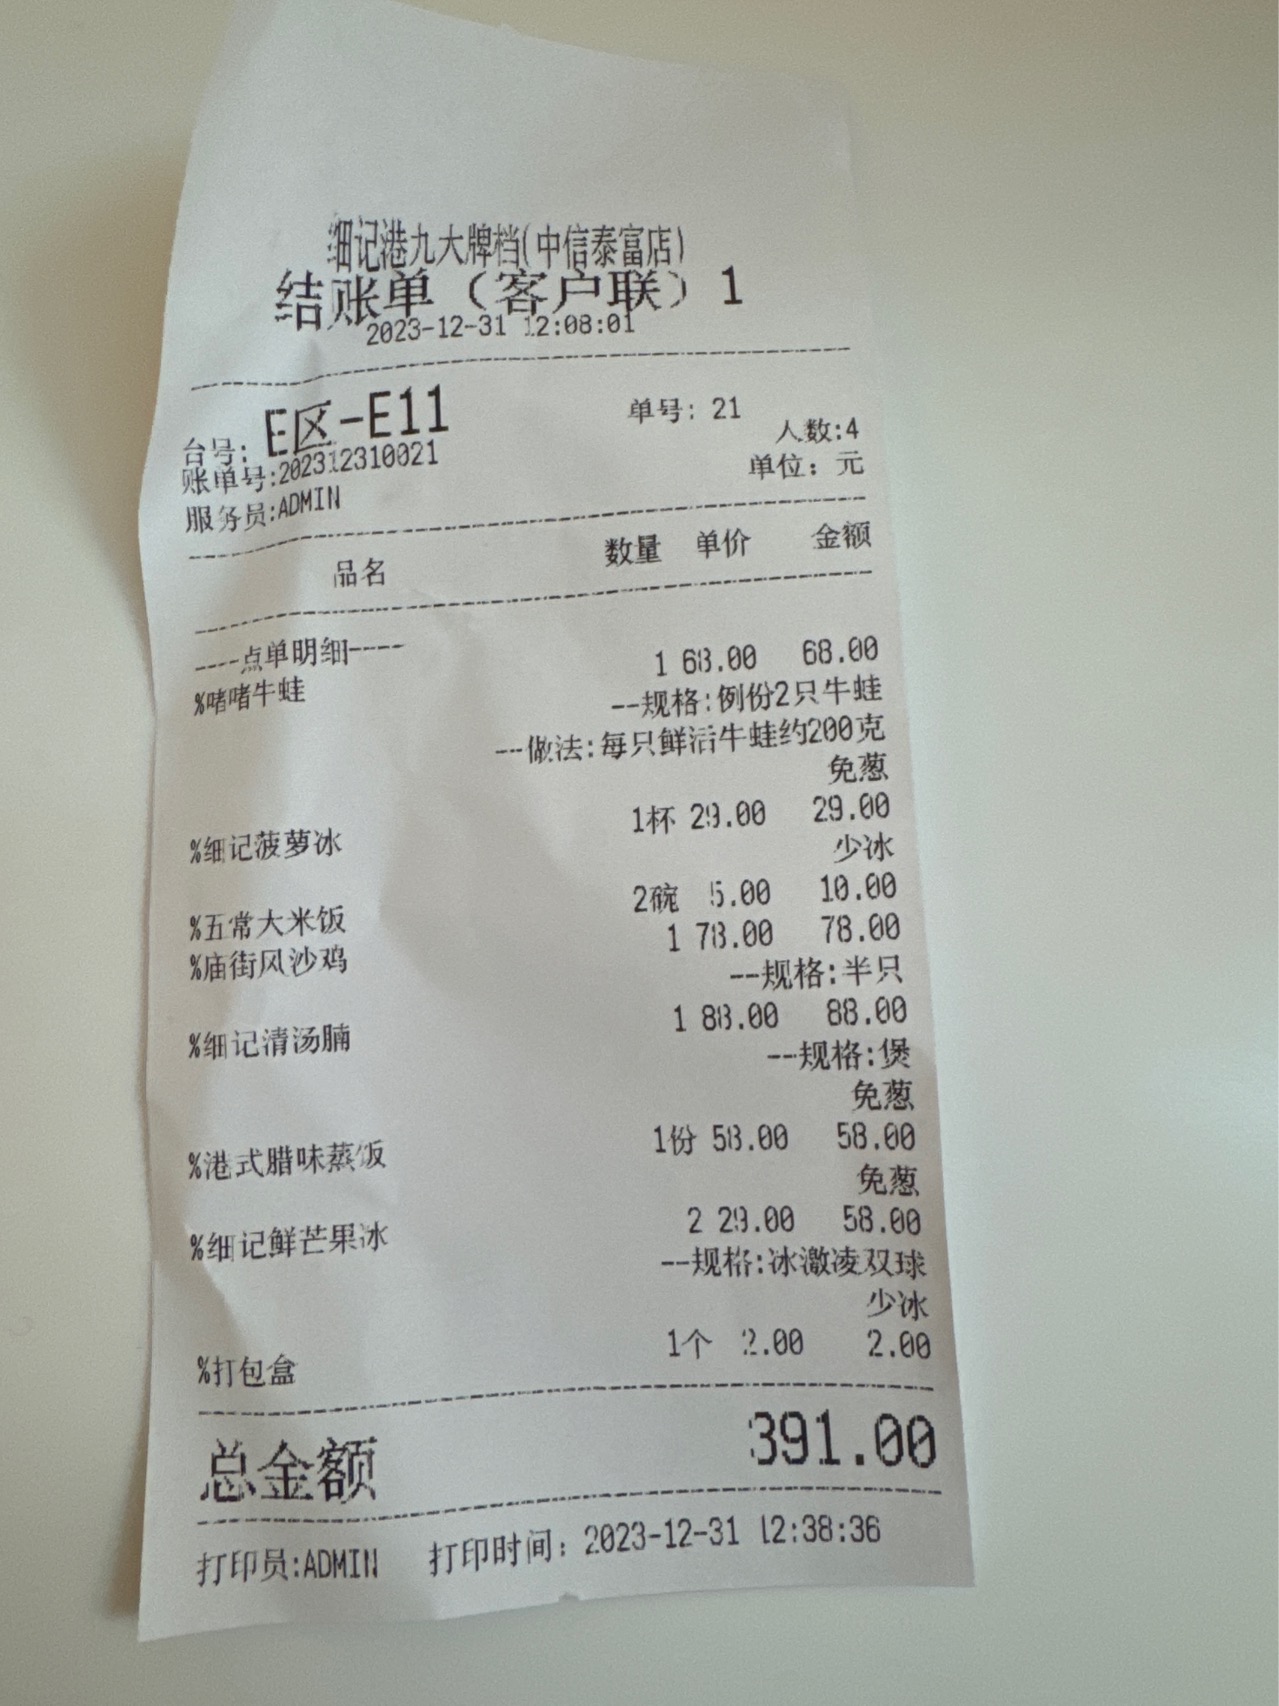 细记港九大牌档(中信泰富店)
结账单（客户联）1
2023-12-31 12:08:01
台号: E区-E11 单号: 21
账单号:202312310021 人数:4
服务员:ADMIN 单位: 元
品名 数量 单价 金额
----点单明细----
%啫啫牛蛙 1 68.00 68.00
--规格:例份2只牛蛙
--做法:每只鲜活牛蛙约200克
免葱
%细记菠萝冰 1杯 29.00 29.00
少冰
%五常大米饭 2碗 5.00 10.00
%庙街风沙鸡 1 78.00 78.00
--规格:半只
%细记清汤腩 1 88.00 88.00
--规格:煲
免葱
%港式腊味蒸饭 1份 58.00 58.00
免葱
%细记鲜芒果冰 2 29.00 58.00
--规格:冰激凌双球
少冰
%打包盒 1个 2.00 2.00
总金额 391.00
打印员:ADMIN 打印时间: 2023-12-31 12:38:36